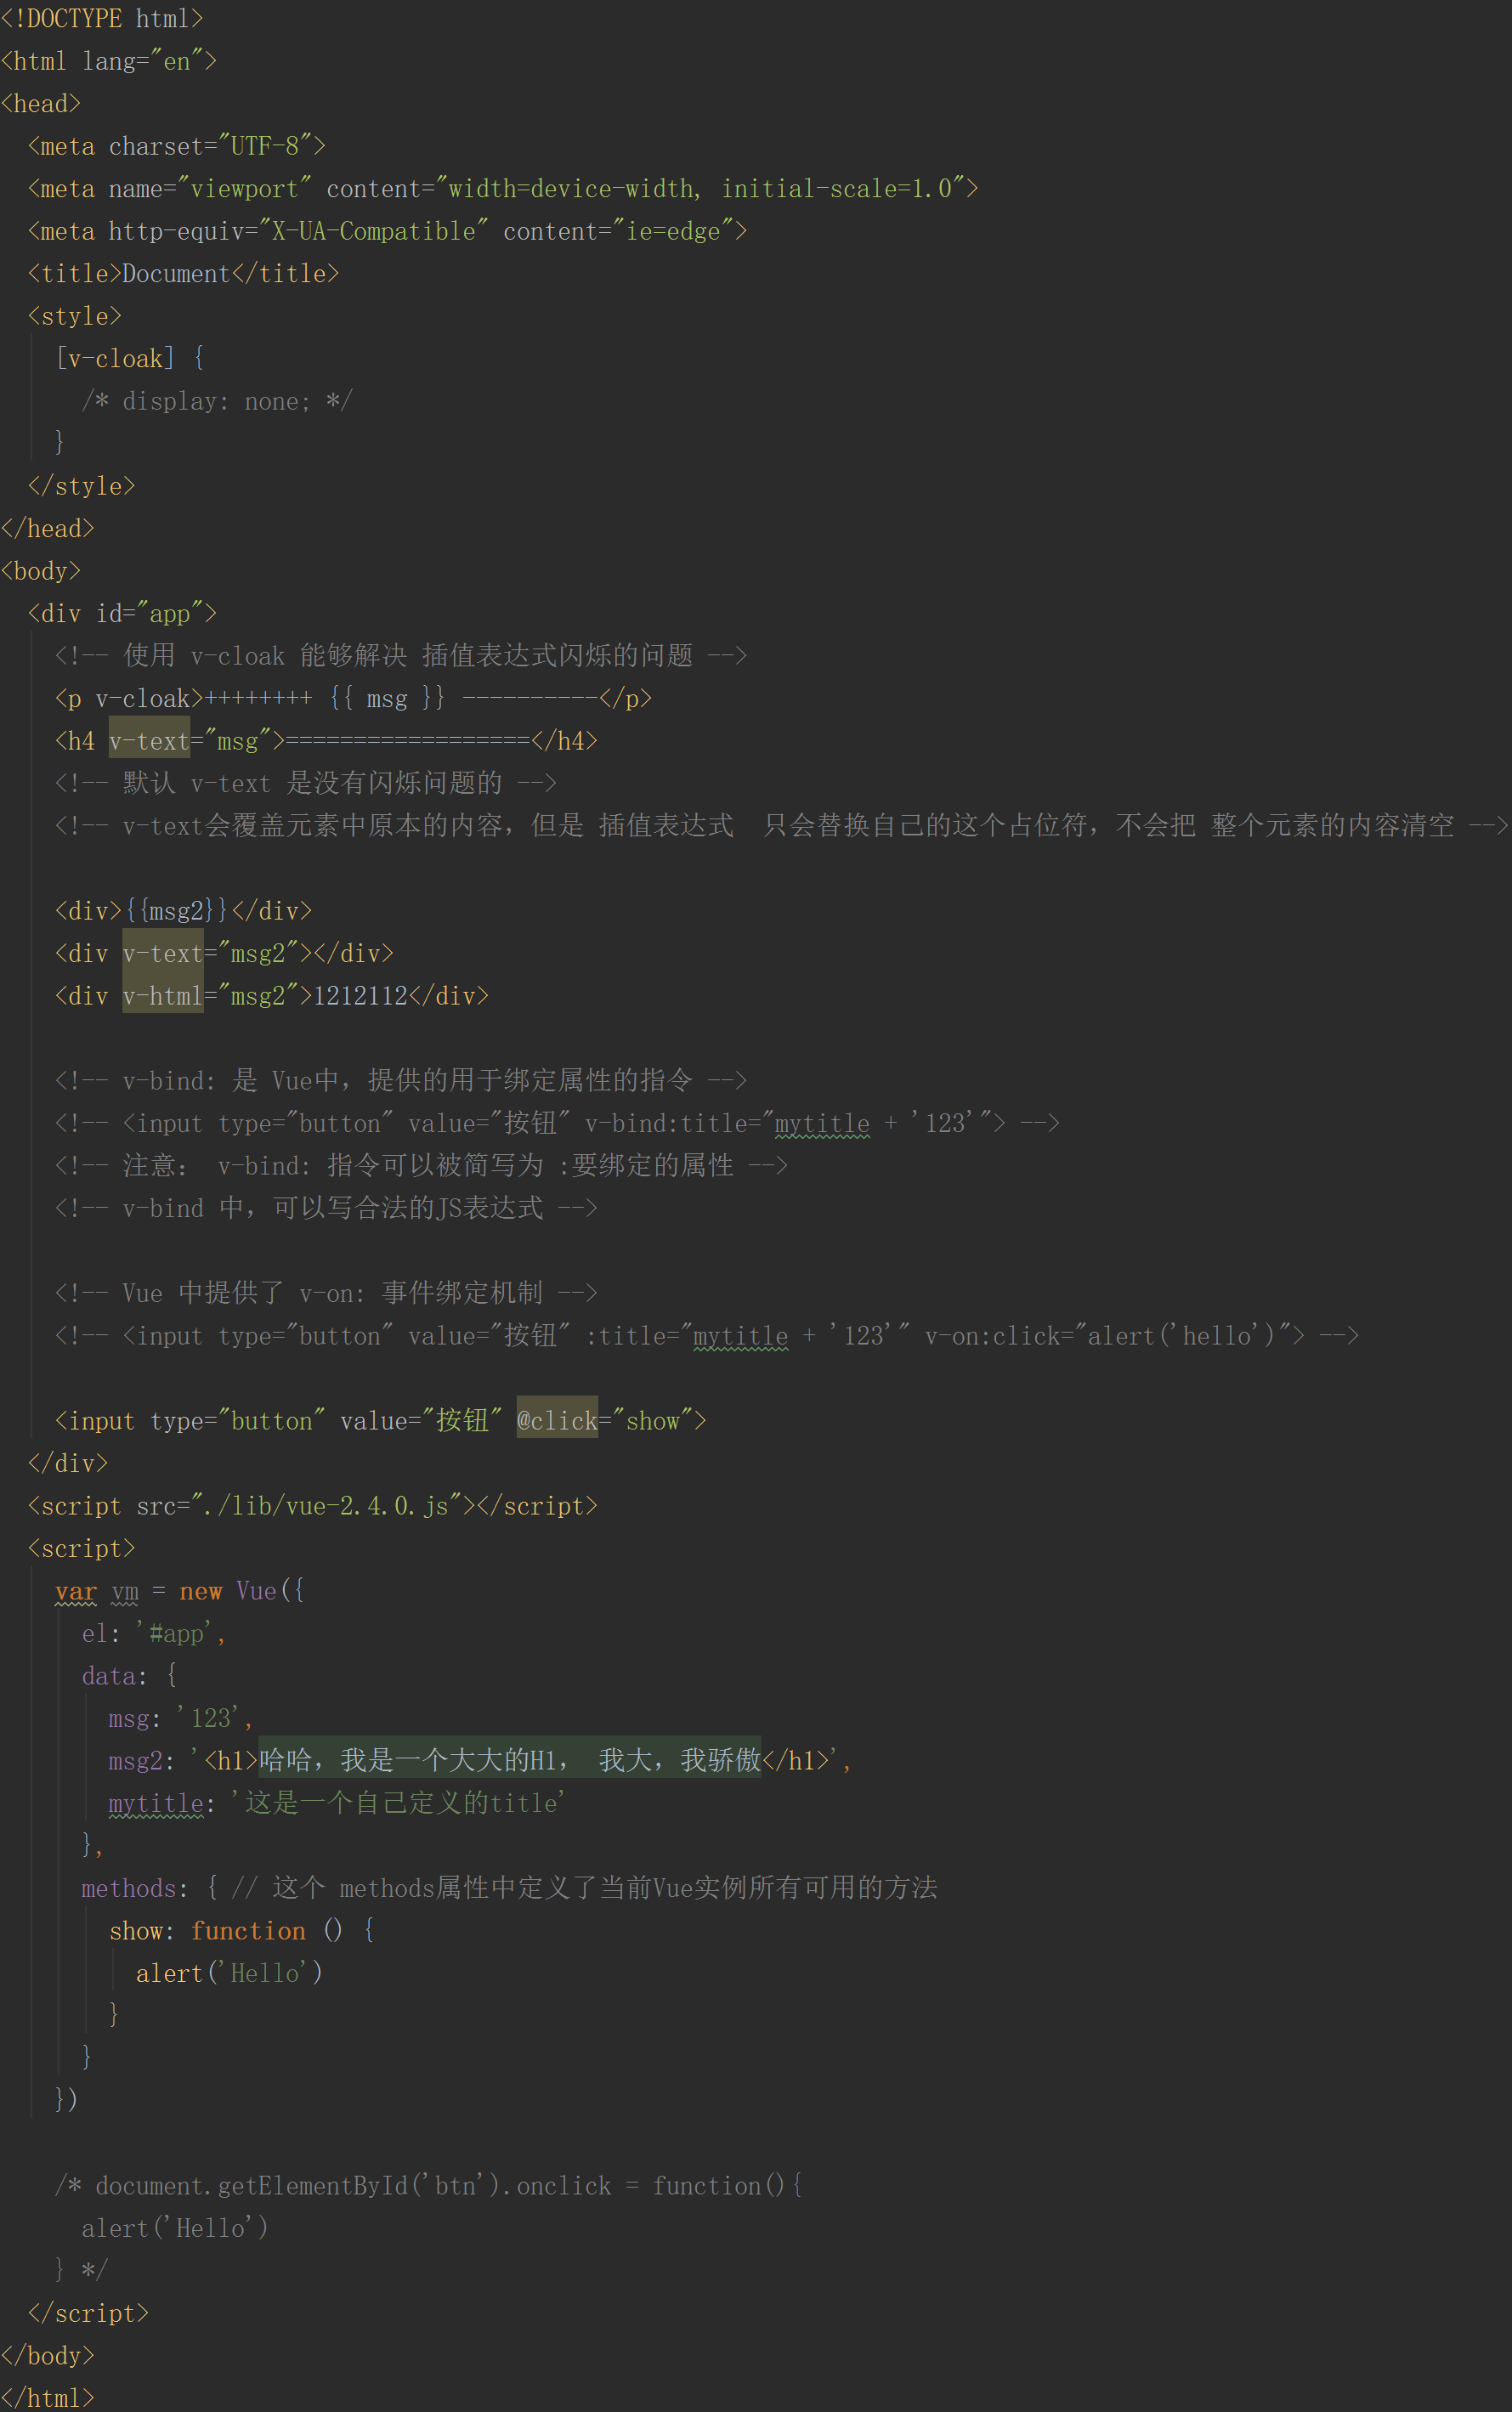 <!DOCTYPE html>
<html lang="en">
<head>
  <meta charset="UTF-8">
  <meta name="viewport" content="width=device-width, initial-scale=1.0">
  <meta http-equiv="X-UA-Compatible" content="ie=edge">
  <title>Document</title>
  <style>
    [v-cloak] {
      /* display: none; */
    }
  </style>
</head>
<body>
  <div id="app">
    <!-- 使用 v-cloak 能够解决 插值表达式闪烁的问题 -->
    <p v-cloak>++++++++ {{ msg }} ----------</p>
    <h4 v-text="msg">==================</h4>
    <!-- 默认 v-text 是没有闪烁问题的 -->
    <!-- v-text会覆盖元素中原本的内容，但是 插值表达式  只会替换自己的这个占位符，不会把 整个元素的内容清空 -->
    <div>{{msg2}}</div>
    <div v-text="msg2"></div>
    <div v-html="msg2">1212112</div>
    <!-- v-bind: 是 Vue中，提供的用于绑定属性的指令 -->
    <!-- <input type="button" value="按钮" v-bind:title="mytitle + '123'"> -->
    <!-- 注意： v-bind: 指令可以被简写为 :要绑定的属性 -->
    <!-- v-bind 中，可以写合法的JS表达式 -->
    <!-- Vue 中提供了 v-on: 事件绑定机制 -->
    <!-- <input type="button" value="按钮" :title="mytitle + '123'" v-on:click="alert('hello')"> -->
    <input type="button" value="按钮" @click="show">
  </div>
  <script src="./lib/vue-2.4.0.js"></script>
  <script>
    var vm = new Vue({
      el: '#app',
      data: {
        msg: '123',
        msg2: '<h1>哈哈，我是一个大大的H1， 我大，我骄傲</h1>',
        mytitle: '这是一个自己定义的title'
      },
      methods: { // 这个 methods属性中定义了当前Vue实例所有可用的方法
        show: function () {
          alert('Hello')
        }
      }
    })
    /* document.getElementById('btn').onclick = function(){
      alert('Hello')
    } */
  </script>
</body>
</html>